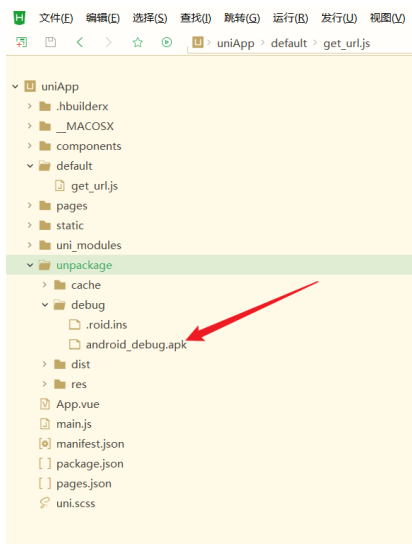 文件(F) 编辑(E) 选择(S) 查找(I) 跳转(G) 运行(R) 发行(U) 视图(V)
uniApp > default > get_url.js
uniApp
.hbuilderx
__MACOSX
components
default
get_url.js
pages
static
uni_modules
unpackage
cache
debug
.roid.ins
android_debug.apk
dist
res
App.vue
main.js
manifest.json
package.json
pages.json
uni.scss